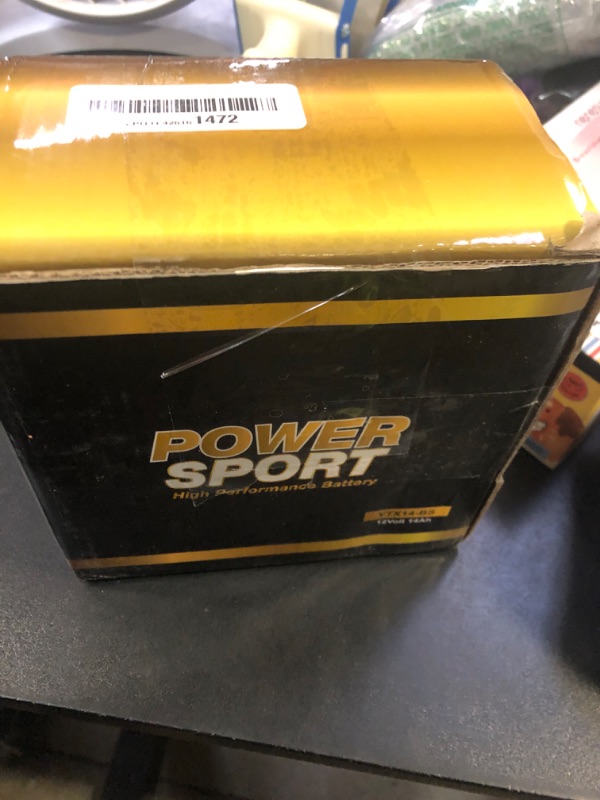 1472
POWER
SPORT
High Performance Battery
YTX14-BS
12Volt 14Ah